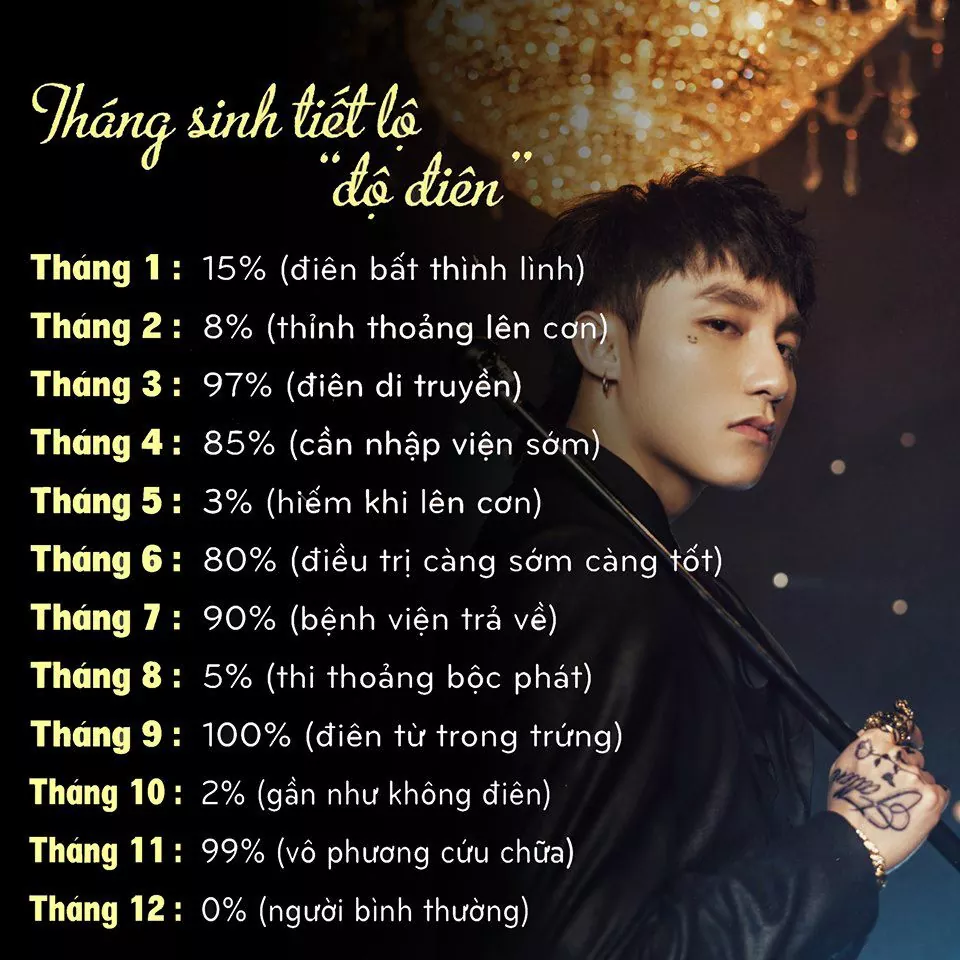 Tháng sinh tiết lộ
“độ điên”
Tháng 1 : 15% (điên bất thình lình)
Tháng 2 : 8% (thỉnh thoảng lên cơn)
Tháng 3 : 97% (điên di truyền)
Tháng 4 : 85% (cần nhập viện sớm)
Tháng 5 : 3% (hiếm khi lên cơn)
Tháng 6 : 80% (điều trị càng sớm càng tốt)
Tháng 7 : 90% (bệnh viện trả về)
Tháng 8 : 5% (thi thoảng bộc phát)
Tháng 9 : 100% (điên từ trong trứng)
Tháng 10 : 2% (gần như không điên)
Tháng 11 : 99% (vô phương cứu chữa)
Tháng 12 : 0% (người bình thường)